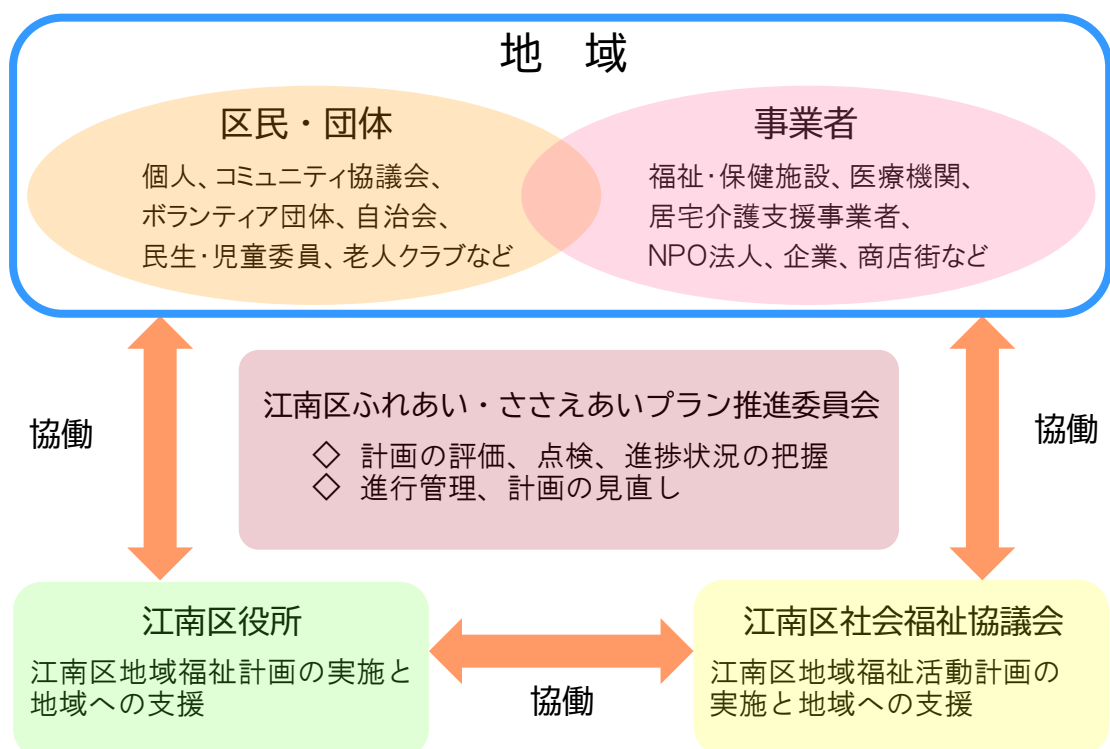 地　域
区民・団体
個人、コミュニティ協議会、
ボランティア団体、自治会、
民生・児童委員、老人クラブなど
事業者
福祉・保健施設、医療機関、
居宅介護支援事業者、
NPO法人、企業、商店街など
協働
江南区ふれあい・ささえあいプラン推進委員会
◇ 計画の評価、点検、進捗状況の把握
◇ 進行管理、計画の見直し
協働
江南区役所
江南区地域福祉計画の実施と
地域への支援
協働
江南区社会福祉協議会
江南区地域福祉活動計画の
実施と地域への支援